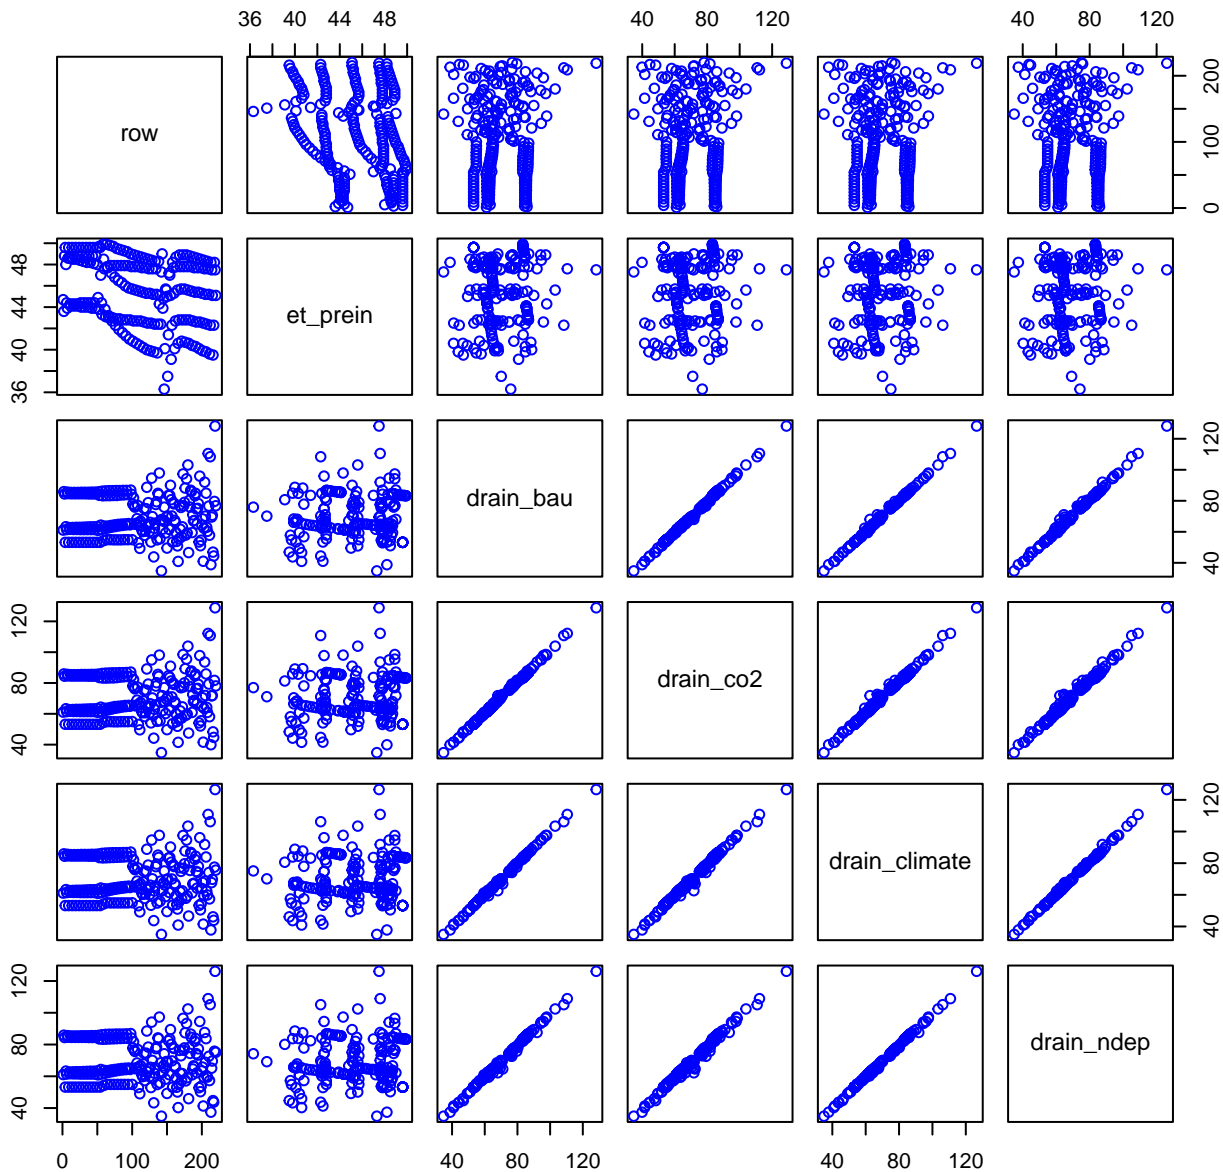 36 40 44 48 40 80 120 40 80 120
row 0 100 200
36 40 44 48 et_prein
drain_bau 40 80 120
40 80 120 drain_co2
drain_climate 40 80 120
40 80 120 drain_ndep
0 100 200 40 80 120 40 80 120